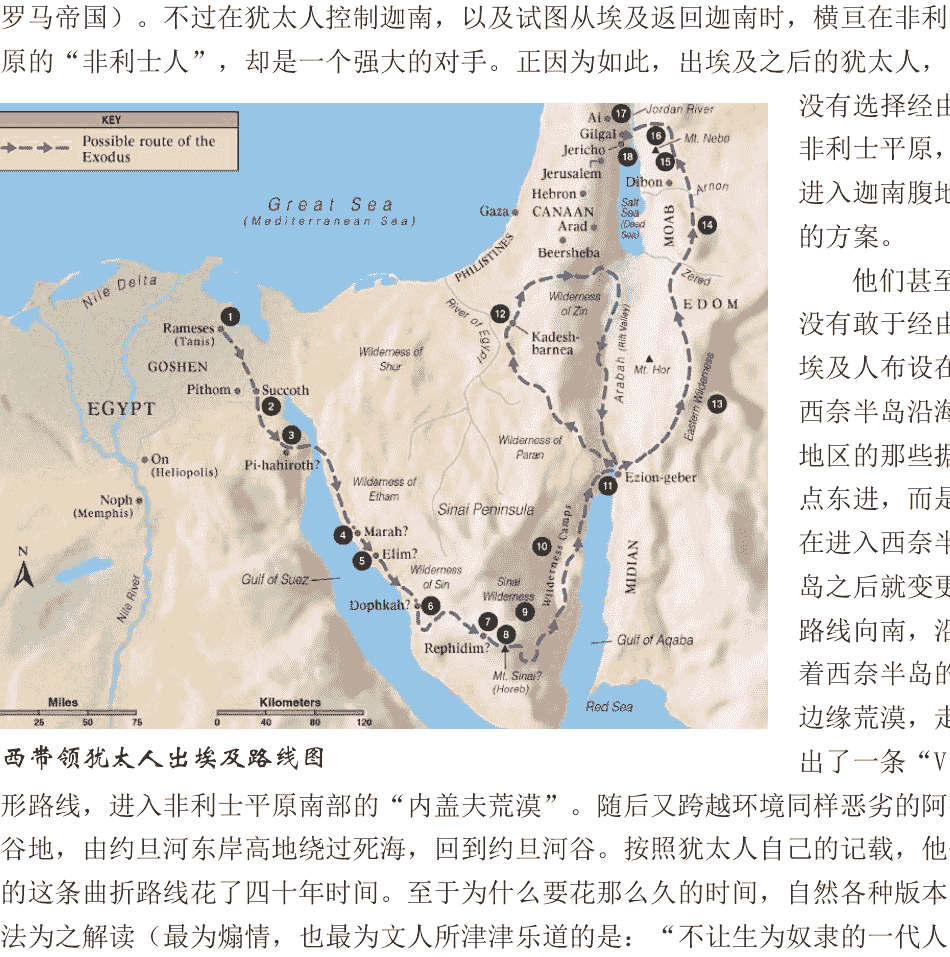 罗马帝国）。不过在犹太人控制迦南，以及试图从埃及返回迦南时，横亘在非利
原的“非利士人”，却是一个强大的对手。正因为如此，出埃及之后的犹太人，
没有选择经由
非利士平原，
进入迦南腹地
的方案。
他们甚至
没有敢于经由
埃及人布设在
西奈半岛沿海
地区的那些据
点东进，而是
在进入西奈半
岛之后就变更
路线向南，沿
着西奈半岛的
边缘荒漠，走
出了一条“V
KEY
Possible route of the
Exodus
Great Sea
(Mediterranean Sea)
Nile Delta
1
Rameses
(Tanis)
GOSHEN
Pithom
Succoth
2
EGYPT
3
Pi-hahiroth?
On
(Heliopolis)
Noph
(Memphis)
N
Nile River
Gulf of Suez
Ai
17
Jordan River
Gilgal
16
Mt. Nebo
Jericho
18
15
Jerusalem
Dibon
Arnon
Hebron
Gaza
CANAAN
Salt
Sea
(Dead
Sea)
MOAB
14
Arad
Beersheba
PHILISTINES
Zered
EDOM
River of Egypt
12
Kadesh-
barnea
Wilderness
of Zin
Arabah (Rift Valley)
Mt. Hor
Eastern Wilderness
13
Wilderness of
Shur
Wilderness of
Paran
Wilderness of
Etham
Sinai Peninsula
11
Ezion-geber
4
Marah?
5
Elim?
10
Wilderness Camps
MIDIAN
Wilderness
of Sin
Sinai
Wilderness
Dophkah?
6
7
8
9
Rephidim?
Mt. Sinai?
(Horeb)
Gulf of Aqaba
Red Sea
Miles
25
50
75
Kilometers
0
40
80
120
西带领犹太人出埃及路线图
形路线，进入非利士平原南部的“内盖夫荒漠”。随后又跨越环境同样恶劣的阿
谷地，由约旦河东岸高地绕过死海，回到约旦河谷。按照犹太人自己的记载，他
的这条曲折路线花了四十年时间。至于为什么要花那么久的时间，自然各种版本
法为之解读（最为煽情，也最为文人所津津乐道的是：“不让生为奴隶的一代人